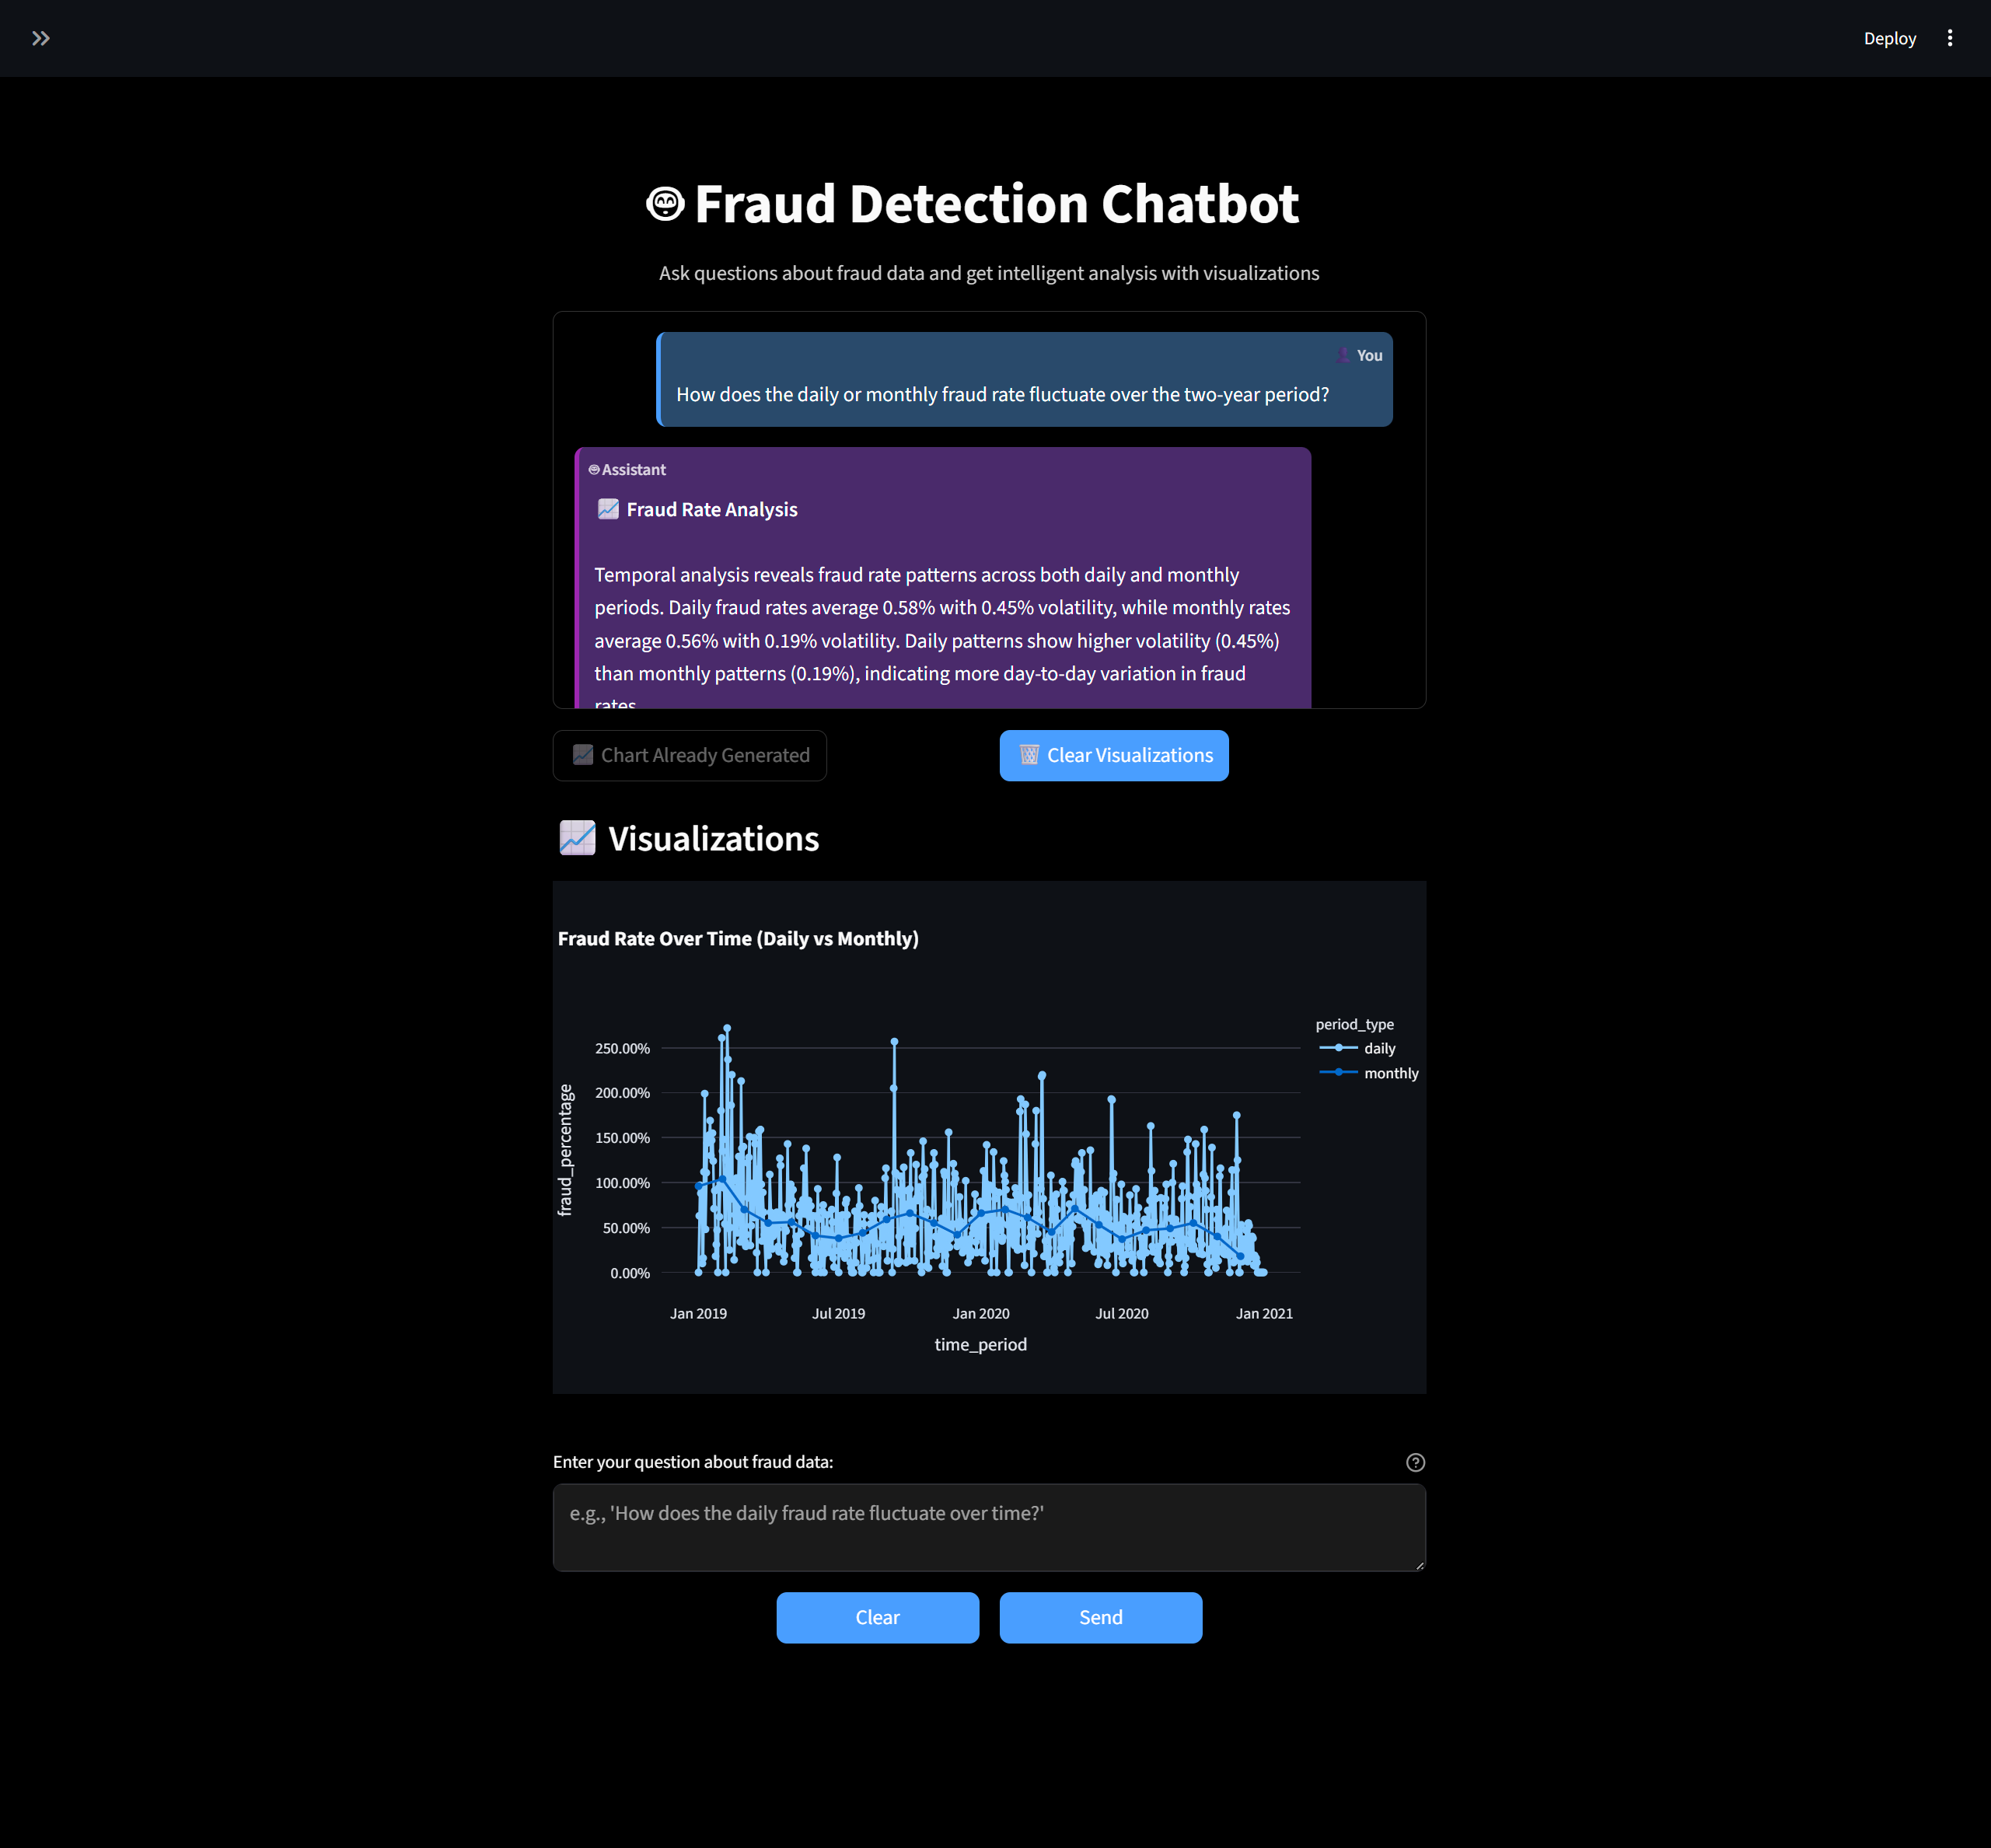 Deploy
Fraud Detection Chatbot
Ask questions about fraud data and get intelligent analysis with visualizations
You
How does the daily or monthly fraud rate fluctuate over the two-year period?
Assistant
Fraud Rate Analysis
Temporal analysis reveals fraud rate patterns across both daily and monthly
periods. Daily fraud rates average 0.58% with 0.45% volatility, while monthly rates
average 0.56% with 0.19% volatility. Daily patterns show higher volatility (0.45%)
than monthly patterns (0.19%), indicating more day-to-day variation in fraud
rates.
Chart Already Generated
Clear Visualizations
Visualizations
Fraud Rate Over Time (Daily vs Monthly)
period_type
daily
monthly
fraud_percentage
250.00%
200.00%
150.00%
100.00%
50.00%
0.00%
Jan 2019 Jul 2019 Jan 2020 Jul 2020 Jan 2021
time_period
Enter your question about fraud data:
e.g., 'How does the daily fraud rate fluctuate over time?'
Clear
Send